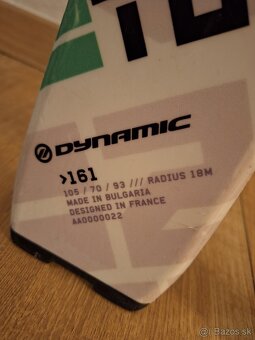 DYNAMIC
>161
105 / 70 / 93 /// RADIUS 18M
MADE IN BULGARIA
DESIGNED IN FRANCE
AA0000022
© Bazos.sk